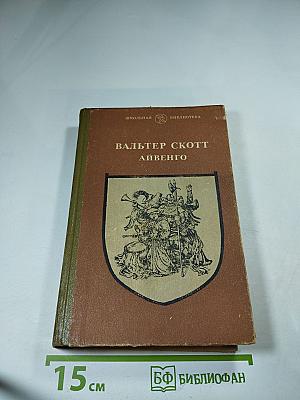 ШКОЛЬНАЯ БИБЛИОТЕКА
ВАЛЬТЕР СКОТТ
АЙВЕНГО
15 см
БФ БИБЛИОФАН